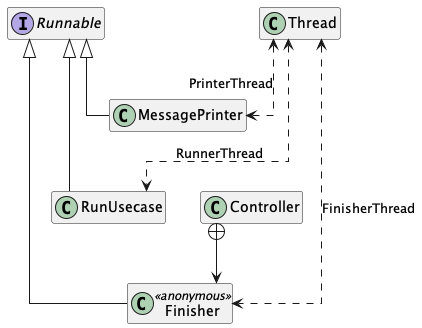 I Runnable
C Thread
PrinterThread
C MessagePrinter
RunnerThread
C RunUsecase
C Controller
FinisherThread
«anonymous»
C Finisher